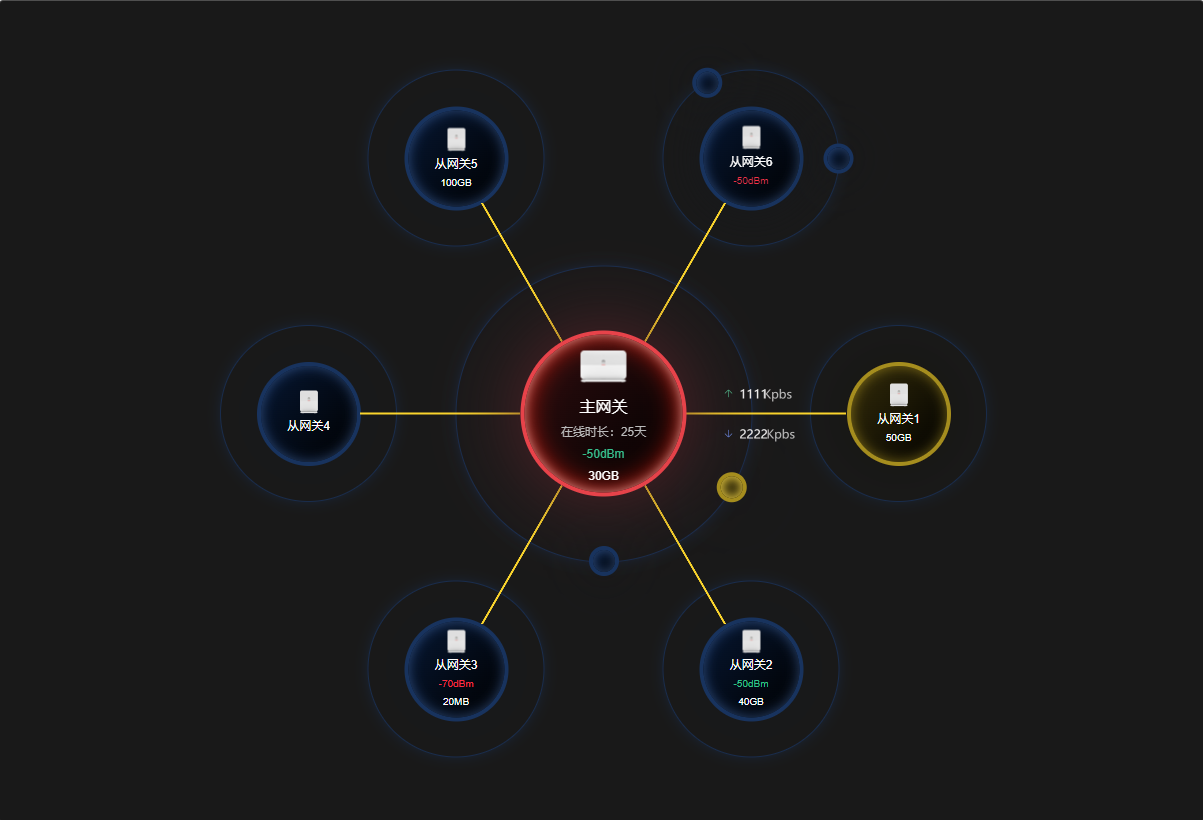 从网关5
100GB
从网关6
-50dBm
主网关
在线时长：25天
-50dBm
30GB
↑ 1111Kpbs
↓ 2222Kpbs
从网关4
从网关1
50GB
从网关3
-70dBm
20MB
从网关2
-50dBm
40GB